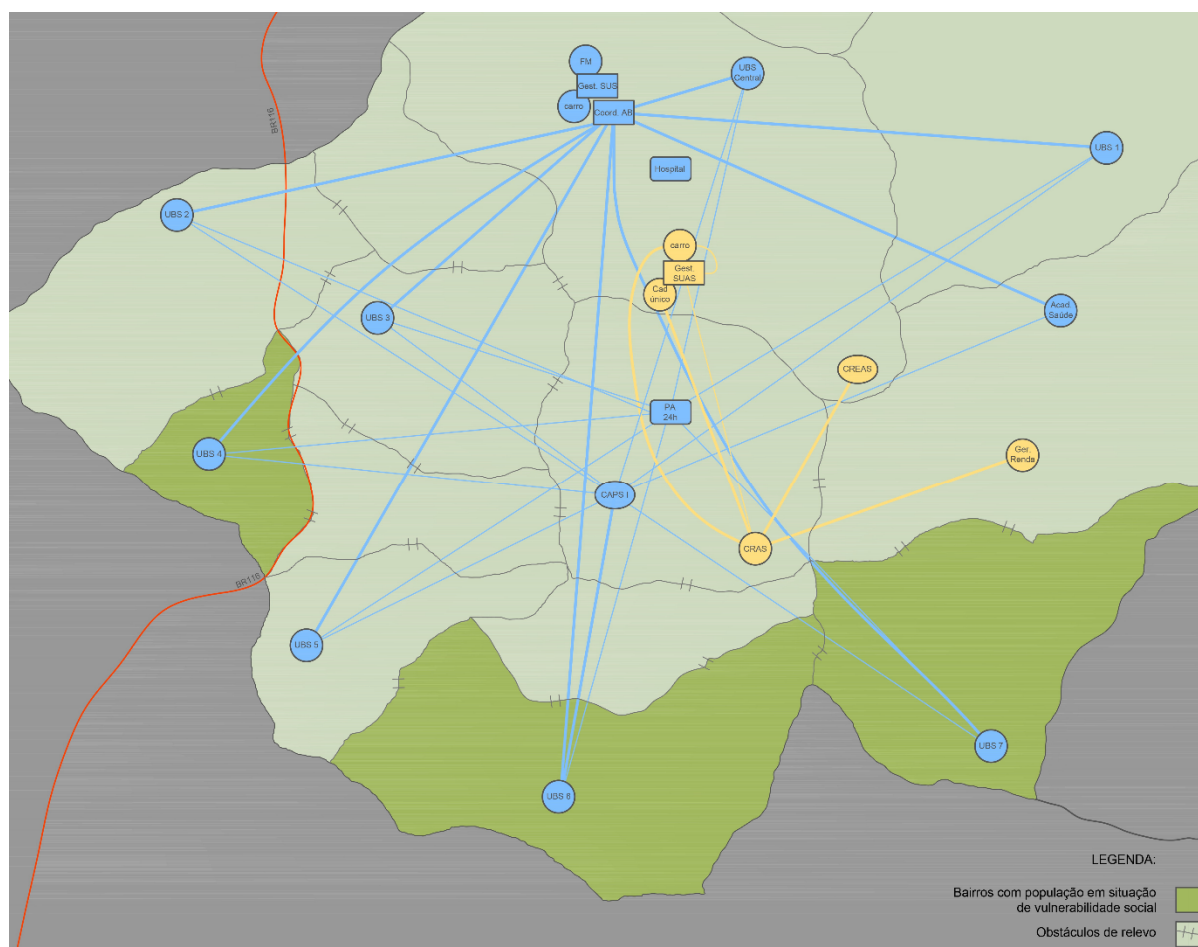 FM
Gest. SUS
carro
Coord. AB
UBS
Central
BR116
UBS 1
Hospital
UBS 2
carro
Gest.
SUAS
Cad
único
UBS 3
Acad.
Saúde
CREAS
PA
24h
UBS 4
Ger.
Renda
CAPS I
CRAS
BR116
UBS 5
UBS 7
UBS 6
LEGENDA:
Bairros com população em situação
de vulnerabilidade social
Obstáculos de relevo